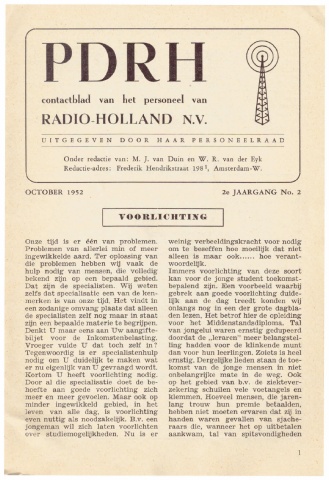 PDRH
contactblad van het personeel van
RADIO-HOLLAND N.V.
UITGEGEVEN DOOR HAAR PERSONEELRAAD
Onder redactie van: M. J. van Duin en W. R. van der Eyk
Redactie-adres: Frederik Hendrikstraat 198², Amsterdam-W.
OCTOBER 1952
2e JAARGANG No. 2
VOORLICHTING
Onze tijd is er één van problemen.
Problemen van allerlei min of meer
ingewikkelde aard. Ter oplossing van
die problemen hebben wij vaak de
hulp nodig van mensen, die volledig
bekend zijn op een bepaald gebied.
Dat zijn de specialisten. Wij weten
zelfs dat specialisatie een van de ken-
merken is van onze tijd. Het vindt in
een zodanige omvang plaats dat alleen
de specialisten zelf nog maar in staat
zijn een bepaalde materie te begrijpen.
Denkt U maar eens aan Uw aangifte-
biljet voor de Inkomstenbelasting.
Vroeger vulde U dat toch zelf in?
Tegenwoordig is er specialistenhulp
nodig om U duidelijk te maken wat
er nu eigenlijk van U gevraagd wordt.
Kortom U heeft voorlichting nodig.
Door al die specialisatie doet de be-
hoefte aan goede voorlichting zich
meer en meer gevoelen. Maar ook op
minder ingewikkeld gebied, in het
leven van alle dag, is voorlichting
even nuttig als noodzakelijk. B.v. een
jongeman wil zich laten voorlichten
over studiemogelijkheden. Nu is er
weinig verbeeldingskracht voor nodig
om te beseffen hoe moeilijk dat niet
alleen is maar ook...... hoe verant-
woordelijk.
Immers voorlichting van deze soort
kan voor de jonge student toekomst-
bepalend zijn. Een voorbeeld waarbij
gebrek aan goede voorlichting duide-
lijk aan de dag treedt konden wij
onlangs nog in een der grote dagbla-
den lezen. Het betrof hier de opleiding
voor het Middenstandsdiploma. Tal
van jongelui waren ernstig gedupeerd
doordat de „leraren" meer belangstel-
ling hadden voor de klinkende munt
dan voor hun leerlingen. Zoiets is heel
ernstig. Dergelijke lieden staan de toe-
komst van de jonge mensen in niet
onbelangrijke mate in de weg. Ook
op het gebied van b.v. de ziektever-
zekering schuilen vele voetangels en
klemmen. Hoeveel mensen, die jaren-
lang trouw hun premie betaalden,
hebben niet moeten ervaren dat zij in
handen waren gevallen van sjache-
raars die, wanneer het op uitbetalen
aankwam, tal van spitsvondigheden
1